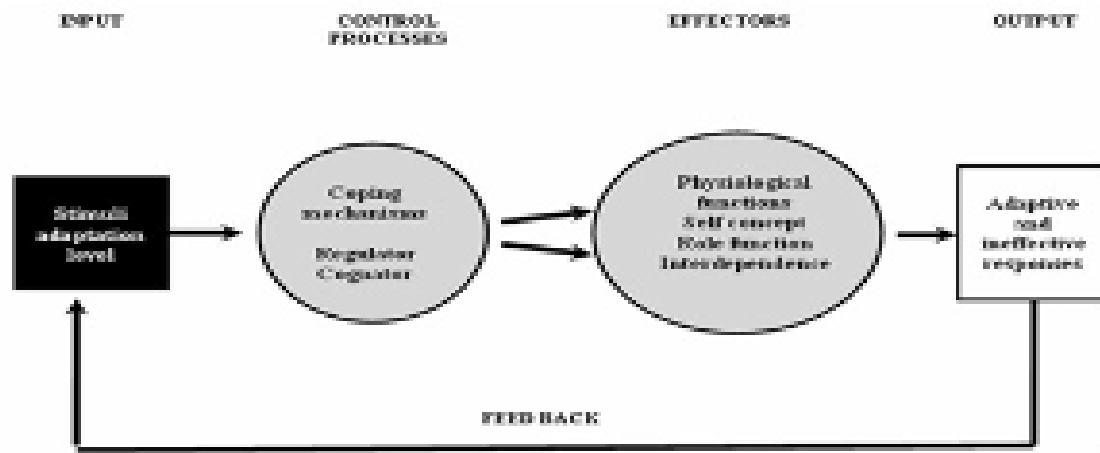 INPUT
CONTROL
PROCESSES
EFFECTORS
OUTPUT
Stimuli
adaptation
level
Coping
mechanisms
Regulator
Cognator
Physiological
functions
Self concept
Role function
Interdependence
Adaptive
and
ineffective
responses
FEED BACK